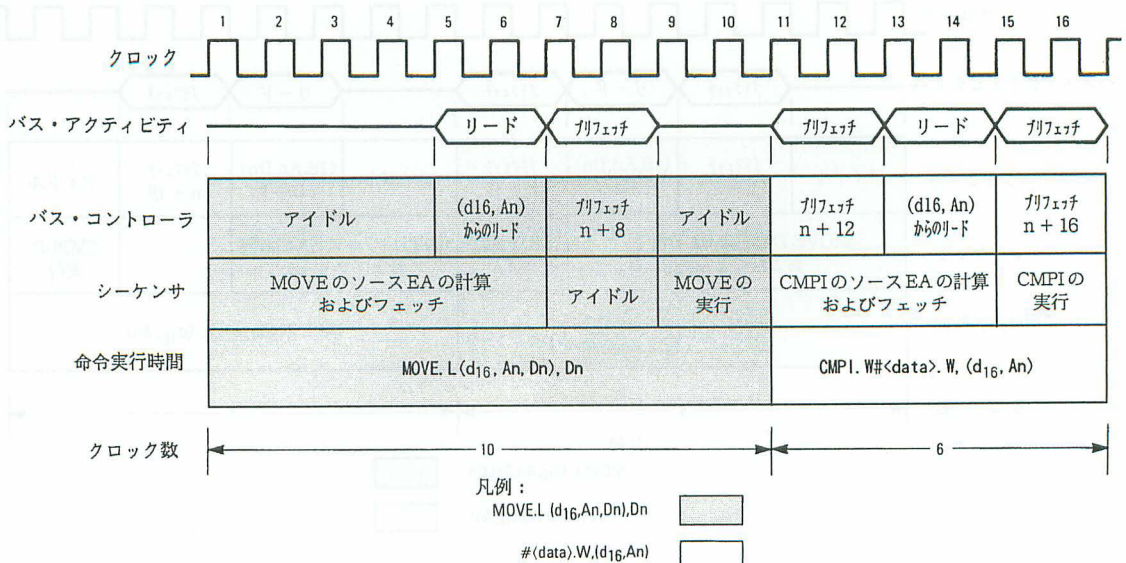 1 2 3 4 5 6 7 8 9 10 11 12 13 14 15 16
クロック
バス・アクティビティ
リード
プリフェッチ
プリフェッチ
リード
プリフェッチ
バス・コントローラ
アイドル
(d16, An)
からのリード
プリフェッチ
n + 8
アイドル
プリフェッチ
n + 12
(d16, An)
からのリード
プリフェッチ
n + 16
シーケンサ
MOVEのソースEAの計算
およびフェッチ
アイドル
MOVEの
実行
CMPIのソースEAの計算
およびフェッチ
CMPIの
実行
命令実行時間
MOVE.L(d16, An, Dn), Dn
CMPI.W#<data>.W, (d16, An)
クロック数
10
6
凡例：
MOVE.L (d16,An,Dn),Dn
#<data>.W,(d16,An)